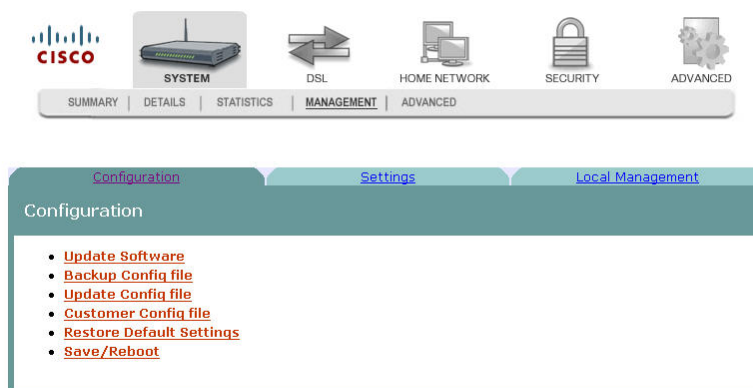 CISCO
SYSTEM DSL HOME NETWORK SECURITY ADVANCED
SUMMARY | DETAILS | STATISTICS | MANAGEMENT | ADVANCED
Configuration Settings Local Management
Configuration
• Update Software
• Backup Config file
• Update Config file
• Customer Config file
• Restore Default Settings
• Save/Reboot